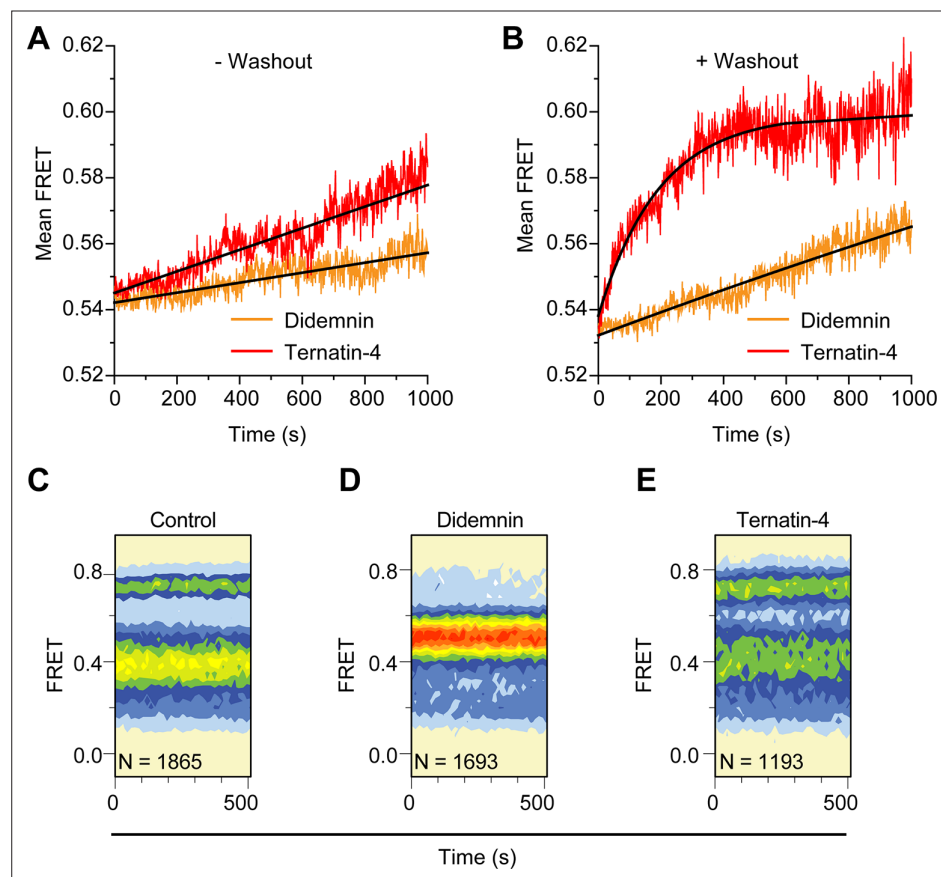 A
B
- Washout
+ Washout
0.62
0.60
0.58
0.56
0.54
0.52
Mean FRET
Didemnin
Ternatin-4
0 200 400 600 800 1000
Time (s)
0.62
0.60
0.58
0.56
0.54
0.52
Mean FRET
Didemnin
Ternatin-4
0 200 400 600 800 1000
Time (s)
C
Control
0.8
0.4
0.0
FRET
N = 1865
0 500
D
Didemnin
0.8
0.4
0.0
FRET
N = 1693
0 500
E
Ternatin-4
0.8
0.4
0.0
FRET
N = 1193
0 500
Time (s)